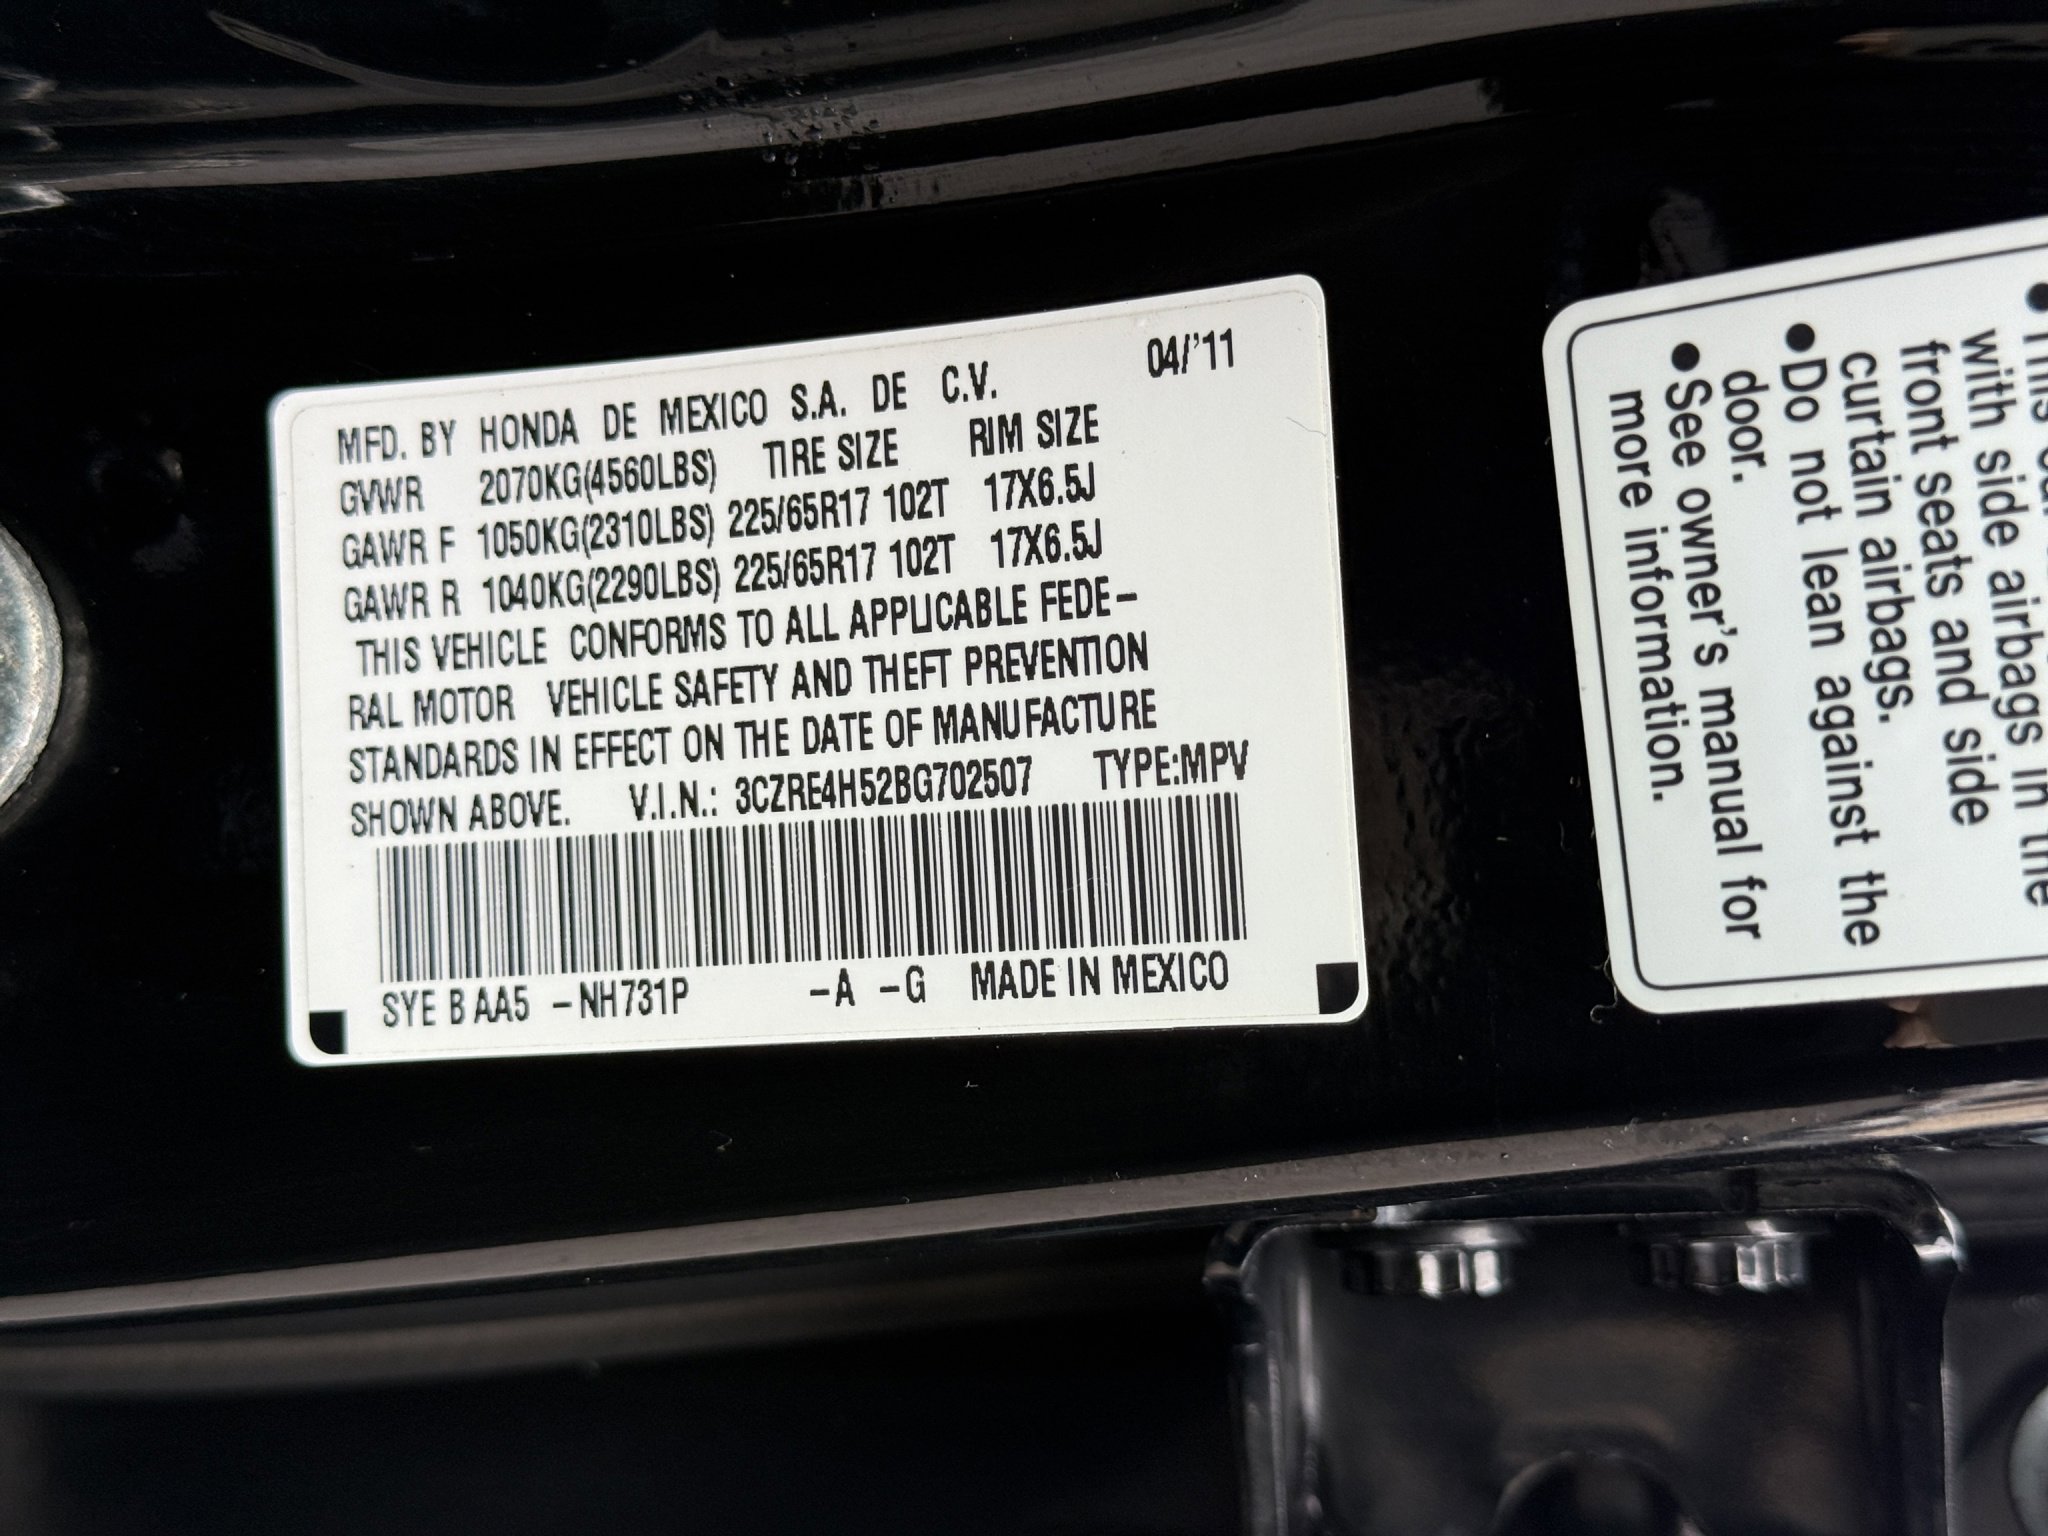 MFD. BY HONDA DE MEXICO S.A. DE C.V. 04/'11
GVWR 2070KG(4560LBS) TIRE SIZE RIM SIZE
GAWR F 1050KG(2310LBS) 225/65R17 102T 17X6.5J
GAWR R 1040KG(2290LBS) 225/65R17 102T 17X6.5J
THIS VEHICLE CONFORMS TO ALL APPLICABLE FEDE-
RAL MOTOR VEHICLE SAFETY AND THEFT PREVENTION
STANDARDS IN EFFECT ON THE DATE OF MANUFACTURE
SHOWN ABOVE. V.I.N.: 3CZRE4H52BG702507 TYPE:MPV
SYE B AA5 -NH731P -A -G MADE IN MEXICO
with side airbags in the
front seats and side
curtain airbags.
●Do not lean against the
door.
●See owner's manual for
more information.